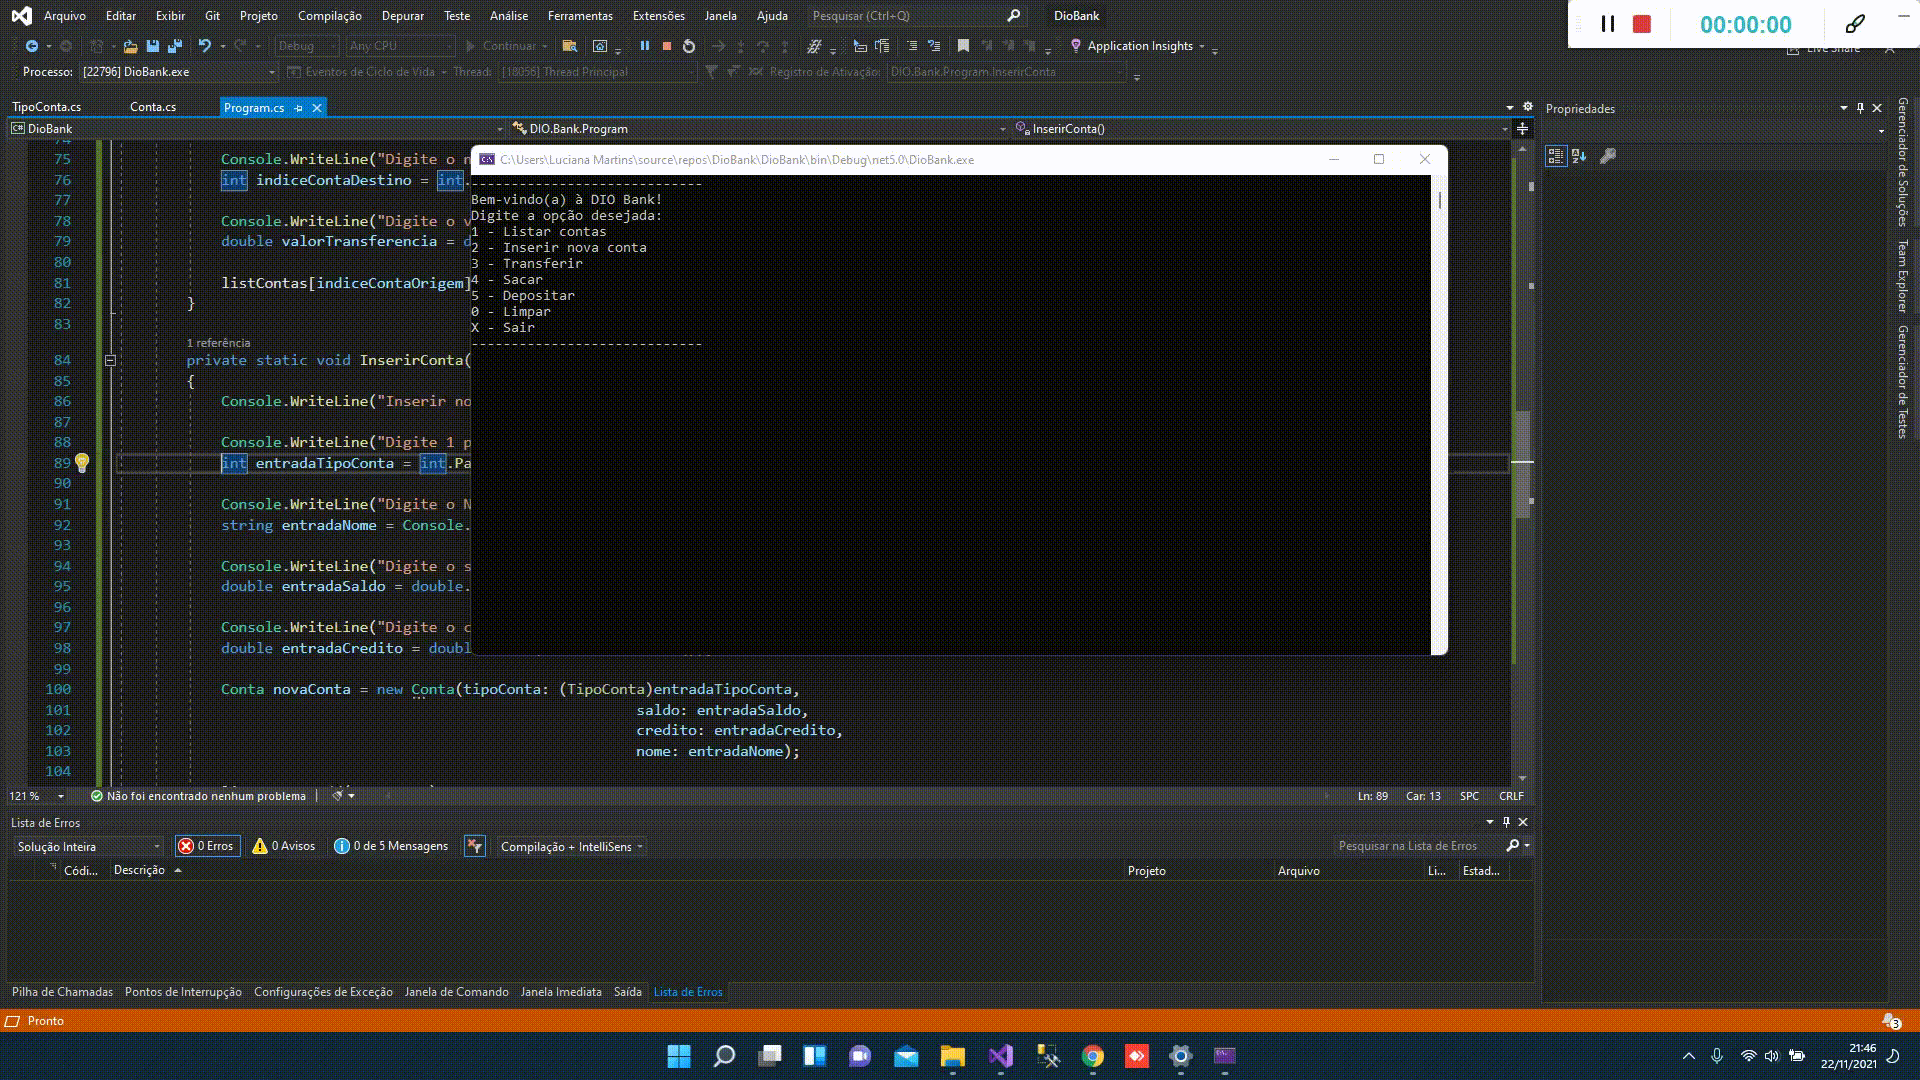 Arquivo Editar Exibir Git Projeto Compilação Depurar Teste Análise Ferramentas Extensões Janela Ajuda Pesquisar (Ctrl+Q) DioBank
00:00:00
Debug Any CPU Continuar Application Insights Live Share
Processo: [22796] DioBank.exe Eventos de Ciclo de Vida Thread: [18056] Thread Principal Registro de Ativação: DIO.Bank.Program.InserirConta
TipoConta.cs Conta.cs Program.cs
Propriedades
DioBank DIO.Bank.Program InserirConta()
Gerenciador de Soluções
Team Explorer
Gerenciador de Testes
74
75 Console.WriteLine("Digite o n
76 int indiceContaDestino = int.
77
78 Console.WriteLine("Digite o v
79 double valorTransferencia = d
80
81 listContas[indiceContaOrigem]
82 }
83
1 referência
84 private static void InserirConta(
85 {
86 Console.WriteLine("Inserir no
87
88 Console.WriteLine("Digite 1 p
89 int entradaTipoConta = int.Pa
90
91 Console.WriteLine("Digite o N
92 string entradaNome = Console.
93
94 Console.WriteLine("Digite o s
95 double entradaSaldo = double.
96
97 Console.WriteLine("Digite o c
98 double entradaCredito = doubl
99
100 Conta novaConta = new Conta(tipoConta: (TipoConta)entradaTipoConta,
101 saldo: entradaSaldo,
102 credito: entradaCredito,
103 nome: entradaNome);
104
C:\Users\Luciana Martins\source\repos\DioBank\DioBank\bin\Debug\net5.0\DioBank.exe
-----------------------------
Bem-vindo(a) à DIO Bank!
Digite a opção desejada:
1 - Listar contas
2 - Inserir nova conta
3 - Transferir
4 - Sacar
5 - Depositar
0 - Limpar
X - Sair
-----------------------------
121 % Não foi encontrado nenhum problema Ln: 89 Car: 13 SPC CRLF
Lista de Erros
Solução Inteira 0 Erros 0 Avisos 0 de 5 Mensagens Compilação + IntelliSens Pesquisar na Lista de Erros
Códi... Descrição Projeto Arquivo Li... Estad...
Pilha de Chamadas Pontos de Interrupção Configurações de Exceção Janela de Comando Janela Imediata Saída Lista de Erros
Pronto
3
21:46
22/11/2021